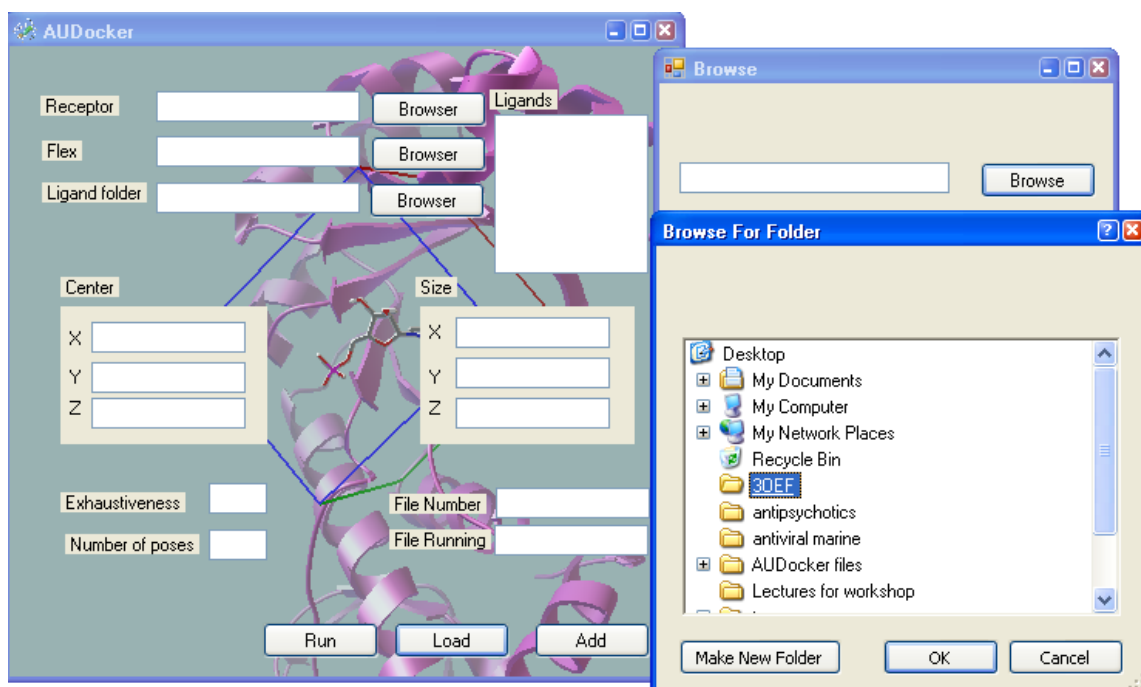 AUDocker
Receptor Browser Ligands
Flex Browser
Ligand folder Browser
Center Size
X X
Y Y
Z Z
Exhaustiveness File Number
Number of poses File Running
Run Load Add
Browse
Browse
Browse For Folder
Desktop
My Documents
My Computer
My Network Places
Recycle Bin
3OEF
antipsychotics
antiviral marine
AUDocker files
Lectures for workshop
Make New Folder OK Cancel